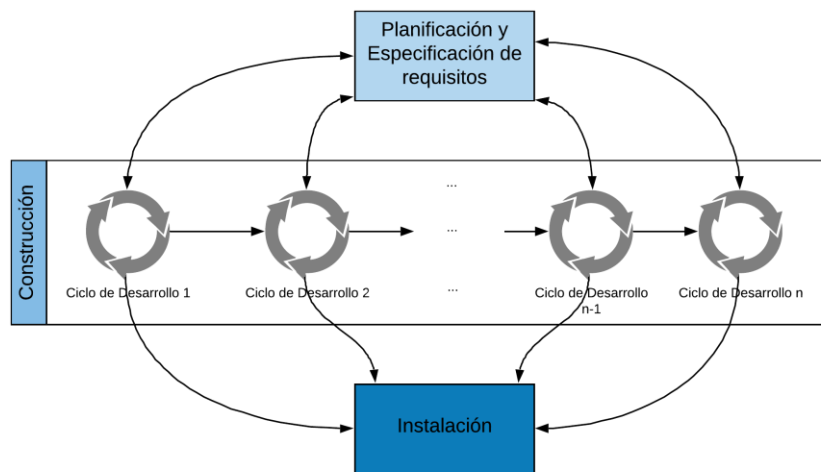 Planificación y
Especificación de
requisitos
Construcción
...
...
Ciclo de Desarrollo 1
Ciclo de Desarrollo 2
...
Ciclo de Desarrollo
n-1
Ciclo de Desarrollo n
Instalación